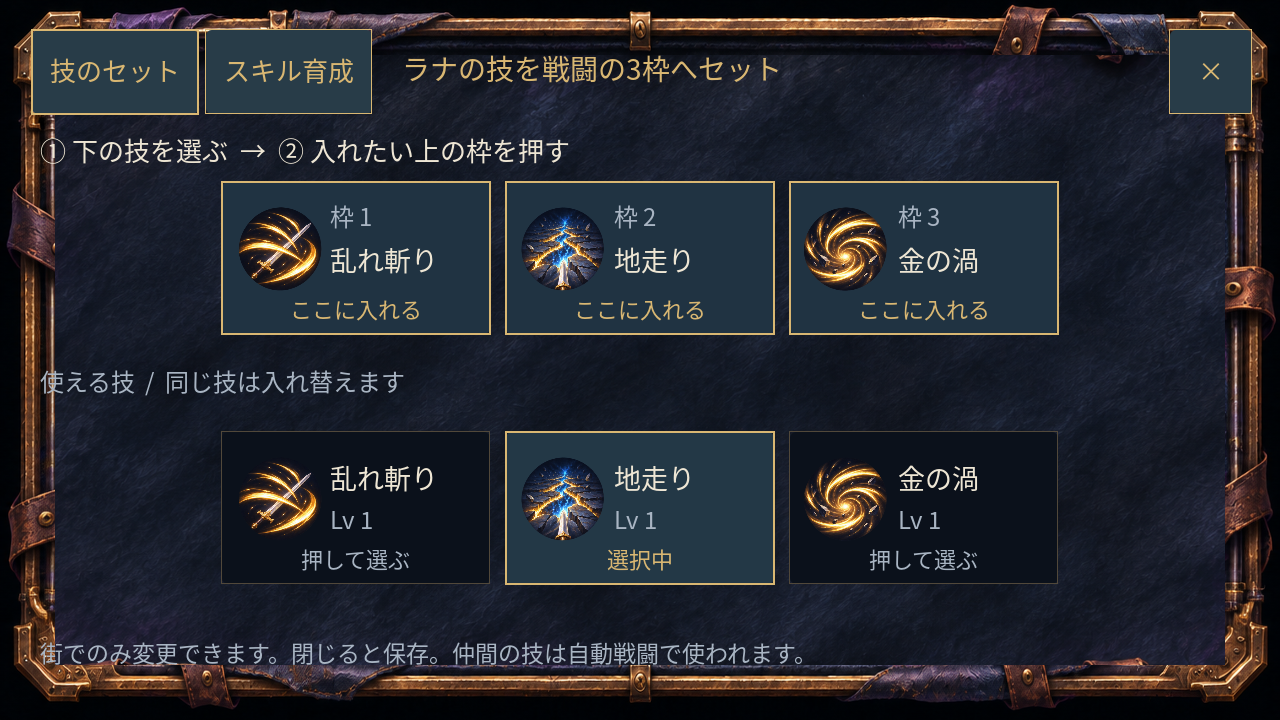 技のセット
スキル育成
ラナの技を戦闘の3枠へセット
×
① 下の技を選ぶ → ② 入れたい上の枠を押す
枠 1
乱れ斬り
ここに入れる
枠 2
地走り
ここに入れる
枠 3
金の渦
ここに入れる
使える技 / 同じ技は入れ替えます
乱れ斬り
Lv 1
押して選ぶ
地走り
Lv 1
選択中
金の渦
Lv 1
押して選ぶ
街でのみ変更できます。閉じると保存。仲間の技は自動戦闘で使われます。